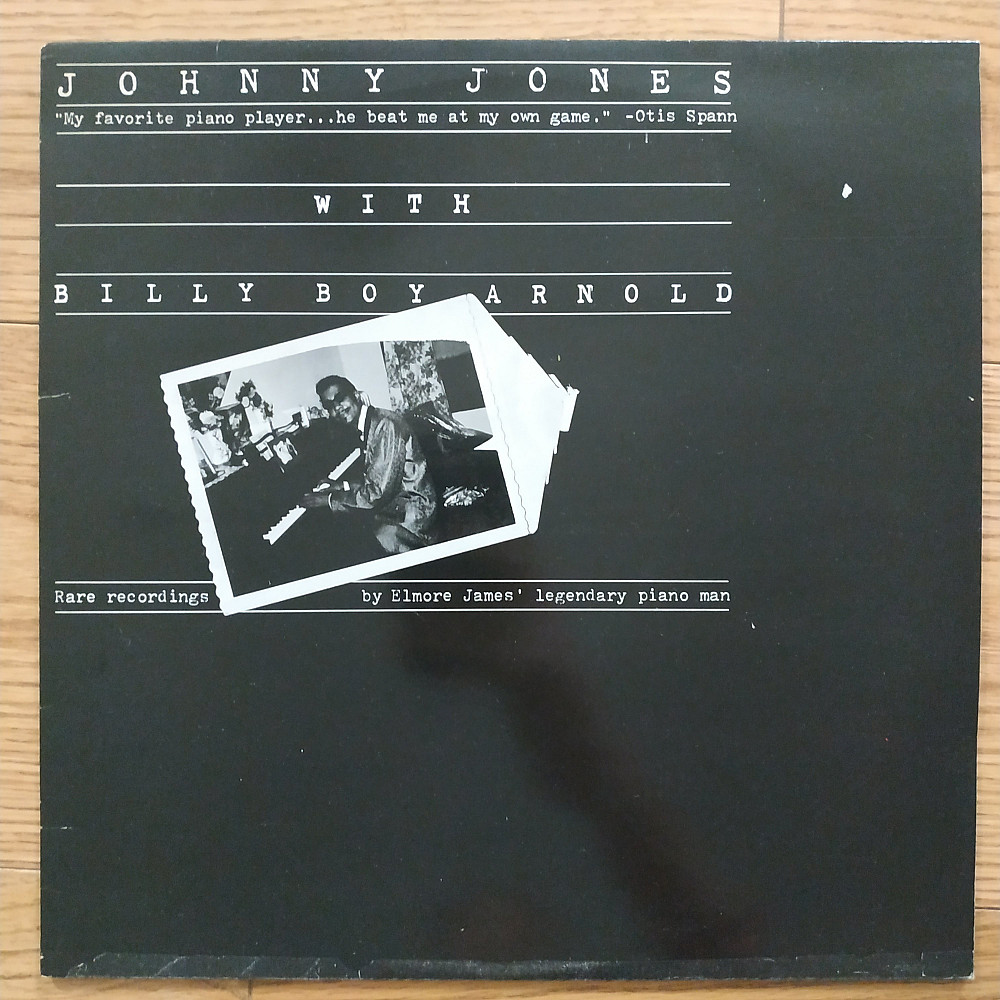 JOHNNY JONES
"My favorite piano player...he beat me at my own game." -Otis Spann
WITH
BILLY BOY ARNOLD
Rare recordings by Elmore James' legendary piano man